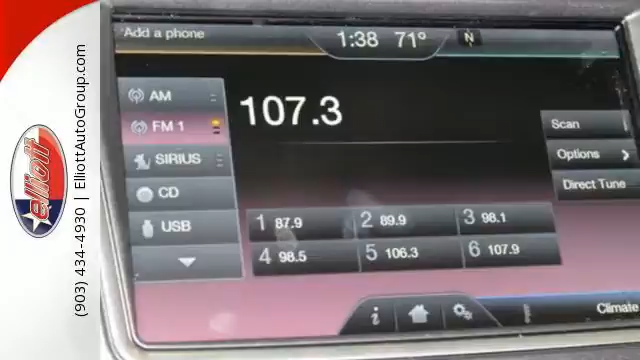 Add a phone
1:38 71° N
AM
FM 1
SIRIUS
CD
USB
107.3
Scan
Options
Direct Tune
1 87.9
2 89.9
3 98.1
4 98.5
5 106.3
6 107.9
i
Climate
elliott
(903) 434-4930 | ElliottAutoGroup.com